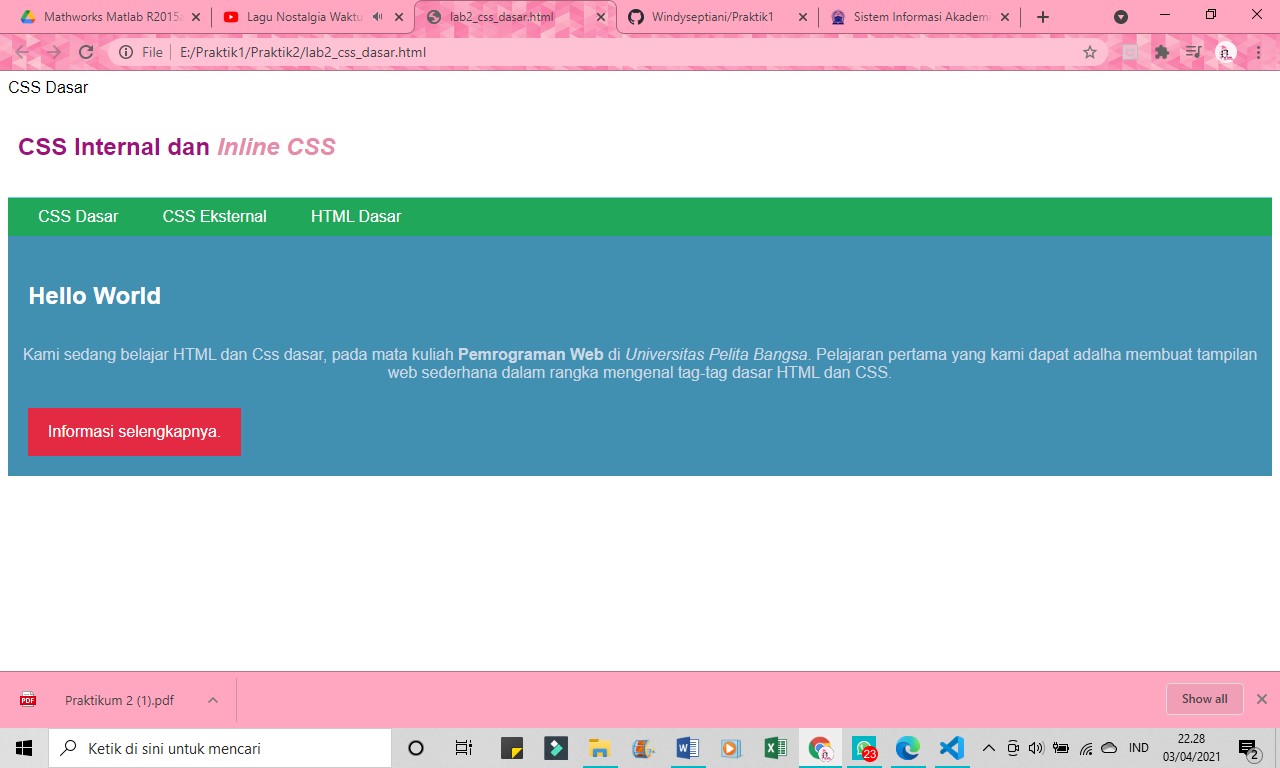 Mathworks Matlab R2015
Lagu Nostalgia Waktu
lab2_css_dasar.html
Windyseptiani/Praktik1
Sistem Informasi Akademi
File
E:/Praktik1/Praktik2/lab2_css_dasar.html
CSS Dasar
CSS Internal dan Inline CSS
CSS Dasar
CSS Eksternal
HTML Dasar
Hello World
Kami sedang belajar HTML dan Css dasar, pada mata kuliah Pemrograman Web di Universitas Pelita Bangsa. Pelajaran pertama yang kami dapat adalha membuat tampilan
web sederhana dalam rangka mengenal tag-tag dasar HTML dan CSS.
Informasi selengkapnya.
PDF
Praktikum 2 (1).pdf
Show all
Ketik di sini untuk mencari
23
IND
22.28
03/04/2021
2